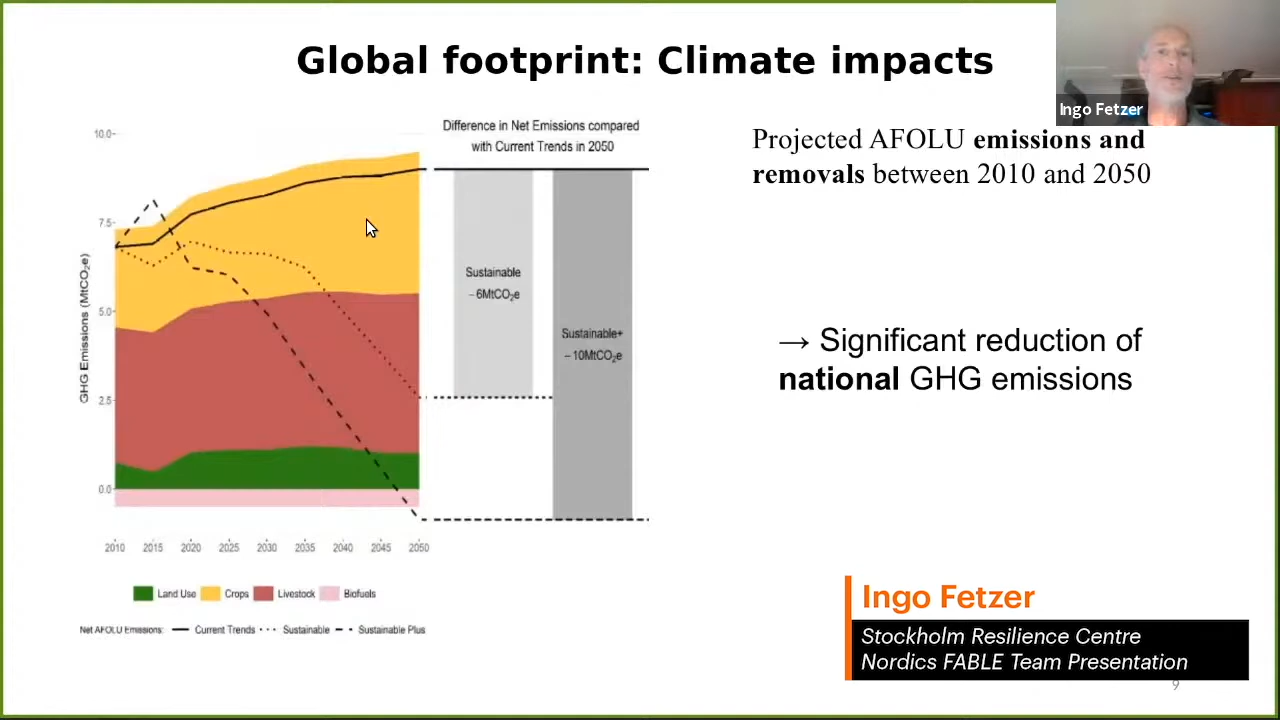 Global footprint: Climate impacts
Ingo Fetzer
Difference in Net Emissions compared
with Current Trends in 2050
10.0
7.5
5.0
2.5
0.0
GHG Emissions (MtCO₂e)
Sustainable
−6MtCO₂e
Sustainable+
−10MtCO₂e
2010 2015 2020 2025 2030 2035 2040 2045 2050
Land Use Crops Livestock Biofuels
Net AFOLU Emissions: Current Trends Sustainable Sustainable Plus
Projected AFOLU emissions and
removals between 2010 and 2050
→ Significant reduction of
national GHG emissions
Ingo Fetzer
Stockholm Resilience Centre
Nordics FABLE Team Presentation
9